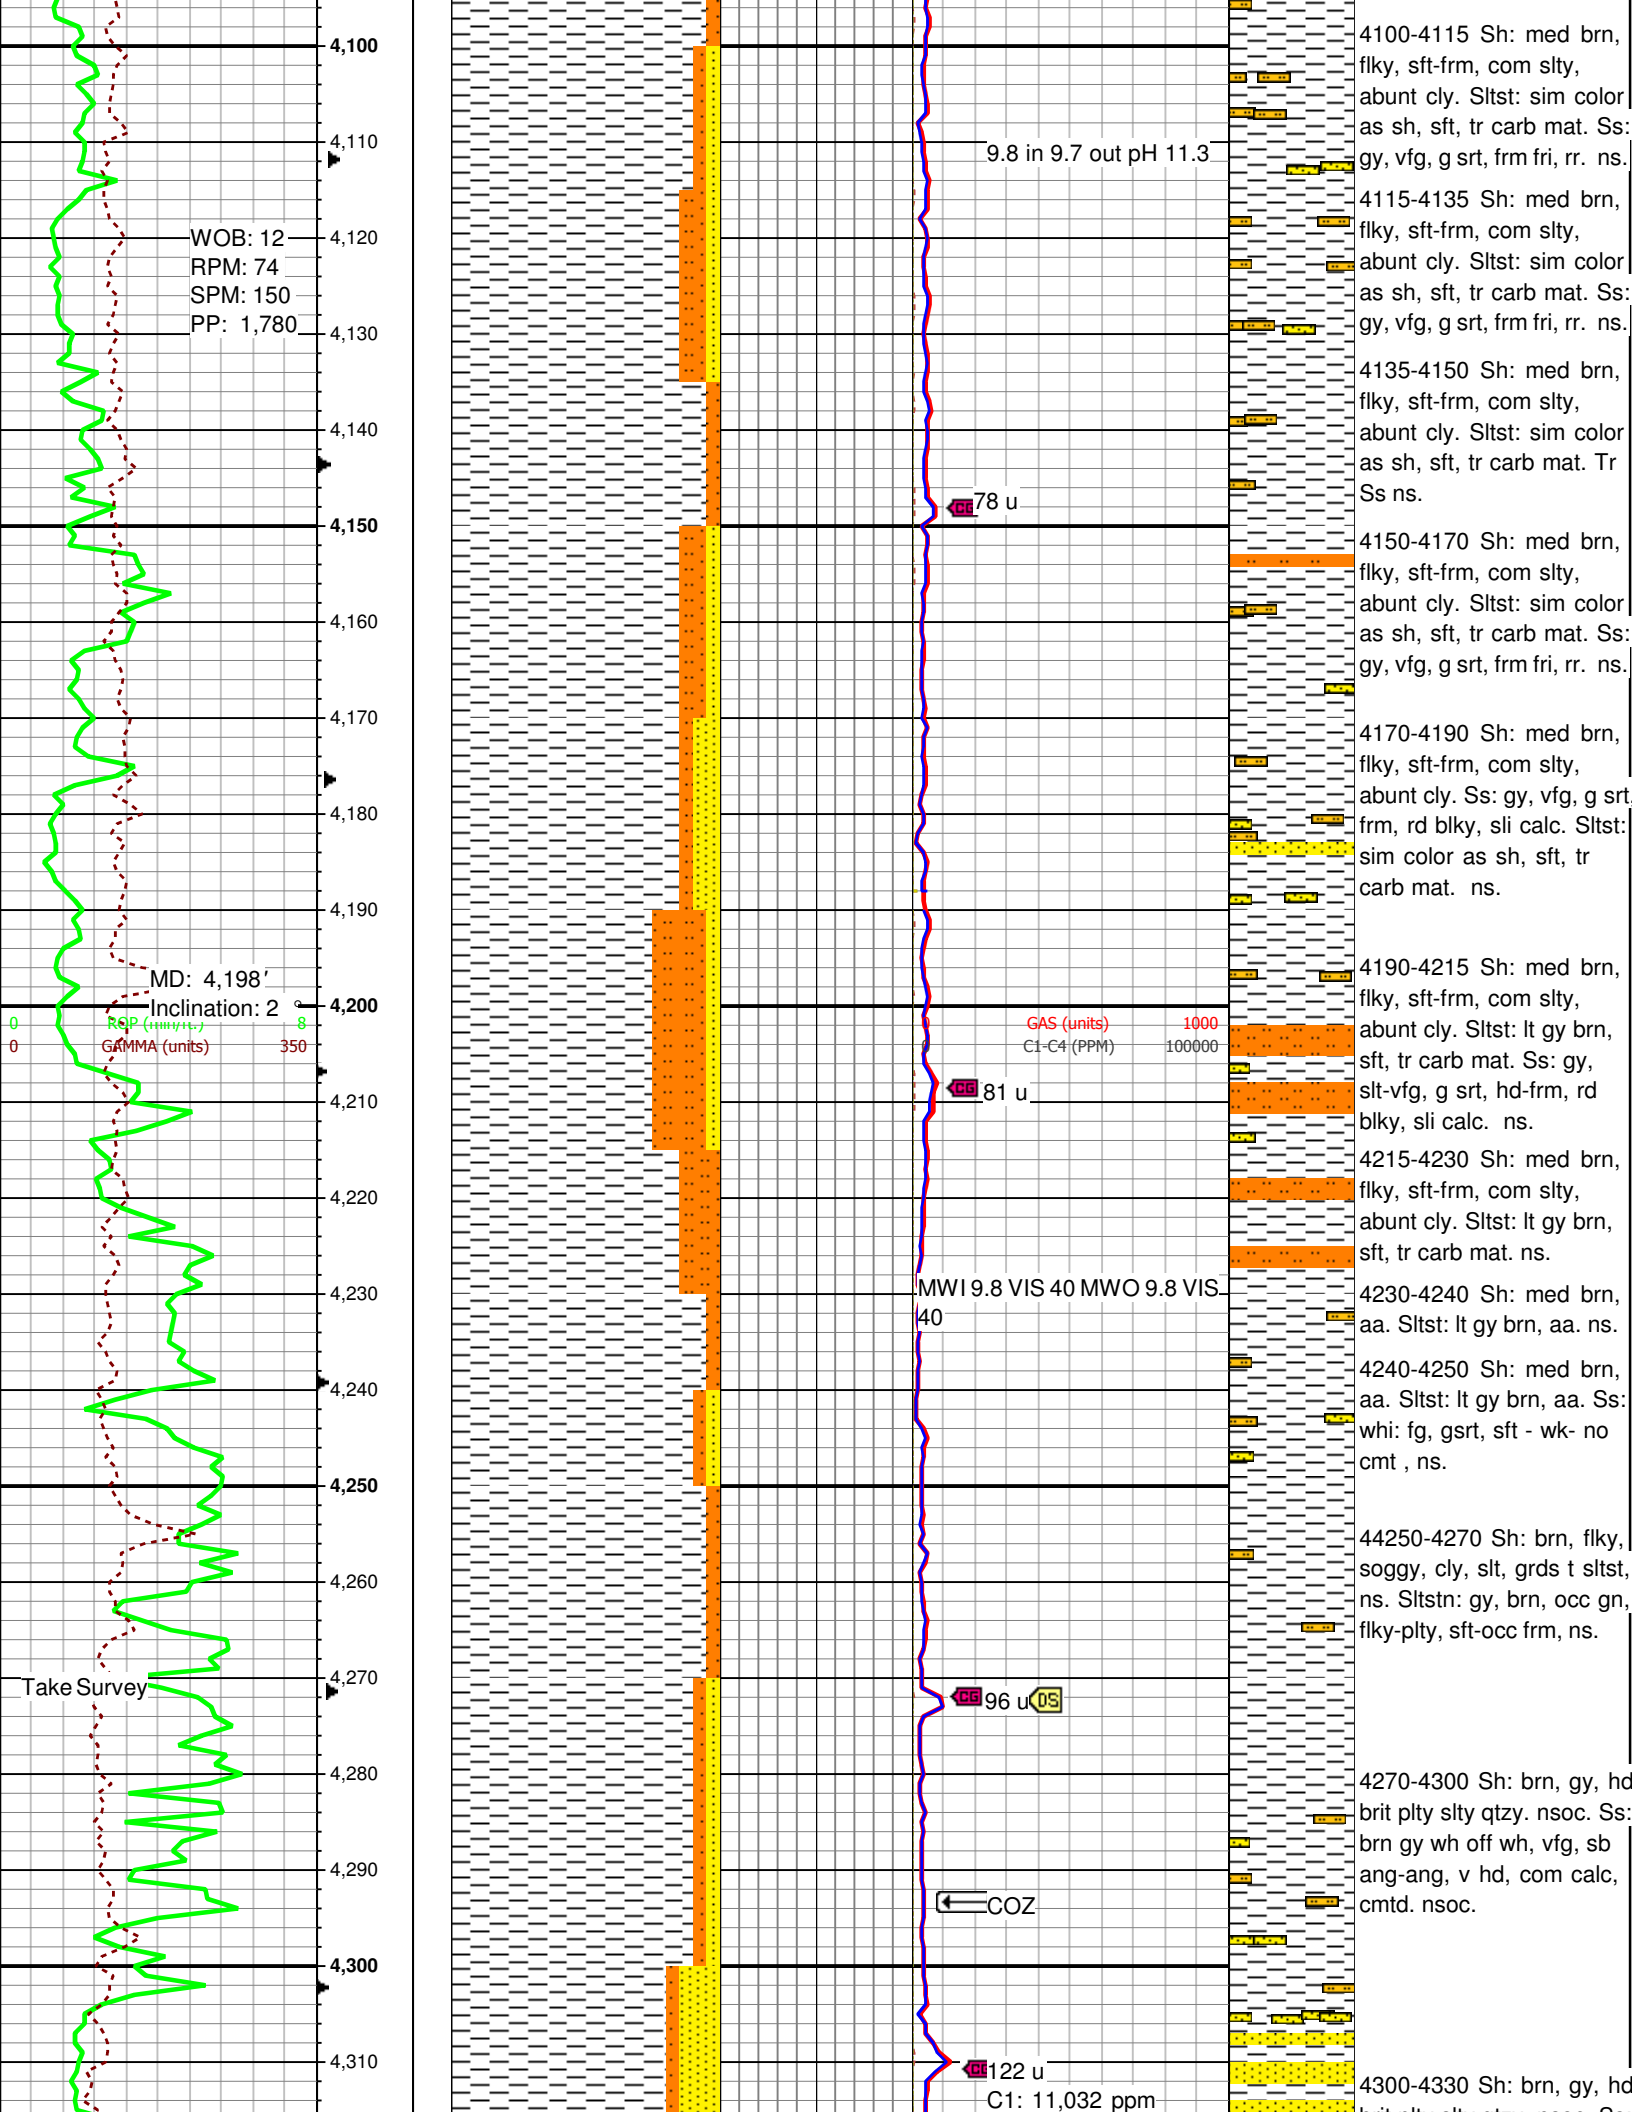 4,100
4,110
4,120
4,130
4,140
4,150
4,160
4,170
4,180
4,190
4,200
4,210
4,220
4,230
4,240
4,250
4,260
4,270
4,280
4,290
4,300
4,310
WOB: 12
RPM: 74
SPM: 150
PP: 1,780
MD: 4,198'
Inclination: 2 °
0 ROP (min/ft.) 8
0 GAMMA (units) 350
Take Survey
9.8 in 9.7 out pH 11.3
CG 78 u
GAS (units) 1000
C1-C4 (PPM) 100000
CG 81 u
MWI 9.8 VIS 40 MWO 9.8 VIS
40
CG 96 u DS
COZ
CG 122 u
C1: 11,032 ppm
4100-4115 Sh: med brn,
flky, sft-frm, com slty,
abunt cly. Sltst: sim color
as sh, sft, tr carb mat. Ss:
gy, vfg, g srt, frm fri, rr. ns.
4115-4135 Sh: med brn,
flky, sft-frm, com slty,
abunt cly. Sltst: sim color
as sh, sft, tr carb mat. Ss:
gy, vfg, g srt, frm fri, rr. ns.
4135-4150 Sh: med brn,
flky, sft-frm, com slty,
abunt cly. Sltst: sim color
as sh, sft, tr carb mat. Tr
Ss ns.
4150-4170 Sh: med brn,
flky, sft-frm, com slty,
abunt cly. Sltst: sim color
as sh, sft, tr carb mat. Ss:
gy, vfg, g srt, frm fri, rr. ns.
4170-4190 Sh: med brn,
flky, sft-frm, com slty,
abunt cly. Ss: gy, vfg, g srt,
frm, rd blky, sli calc. Sltst:
sim color as sh, sft, tr
carb mat. ns.
4190-4215 Sh: med brn,
flky, sft-frm, com slty,
abunt cly. Sltst: lt gy brn,
sft, tr carb mat. Ss: gy,
slt-vfg, g srt, hd-frm, rd
blky, sli calc. ns.
4215-4230 Sh: med brn,
flky, sft-frm, com slty,
abunt cly. Sltst: lt gy brn,
sft, tr carb mat. ns.
4230-4240 Sh: med brn,
aa. Sltst: lt gy brn, aa. ns.
4240-4250 Sh: med brn,
aa. Sltst: lt gy brn, aa. Ss:
whi: fg, gsrt, sft - wk- no
cmt , ns.
44250-4270 Sh: brn, flky,
soggy, cly, slt, grds t sltst,
ns. Sltstn: gy, brn, occ gn,
flky-plty, sft-occ frm, ns.
4270-4300 Sh: brn, gy, hd
brit plty slty qtzy. nsoc. Ss:
brn gy wh off wh, vfg, sb
ang-ang, v hd, com calc,
cmtd. nsoc.
4300-4330 Sh: brn, gy, hd